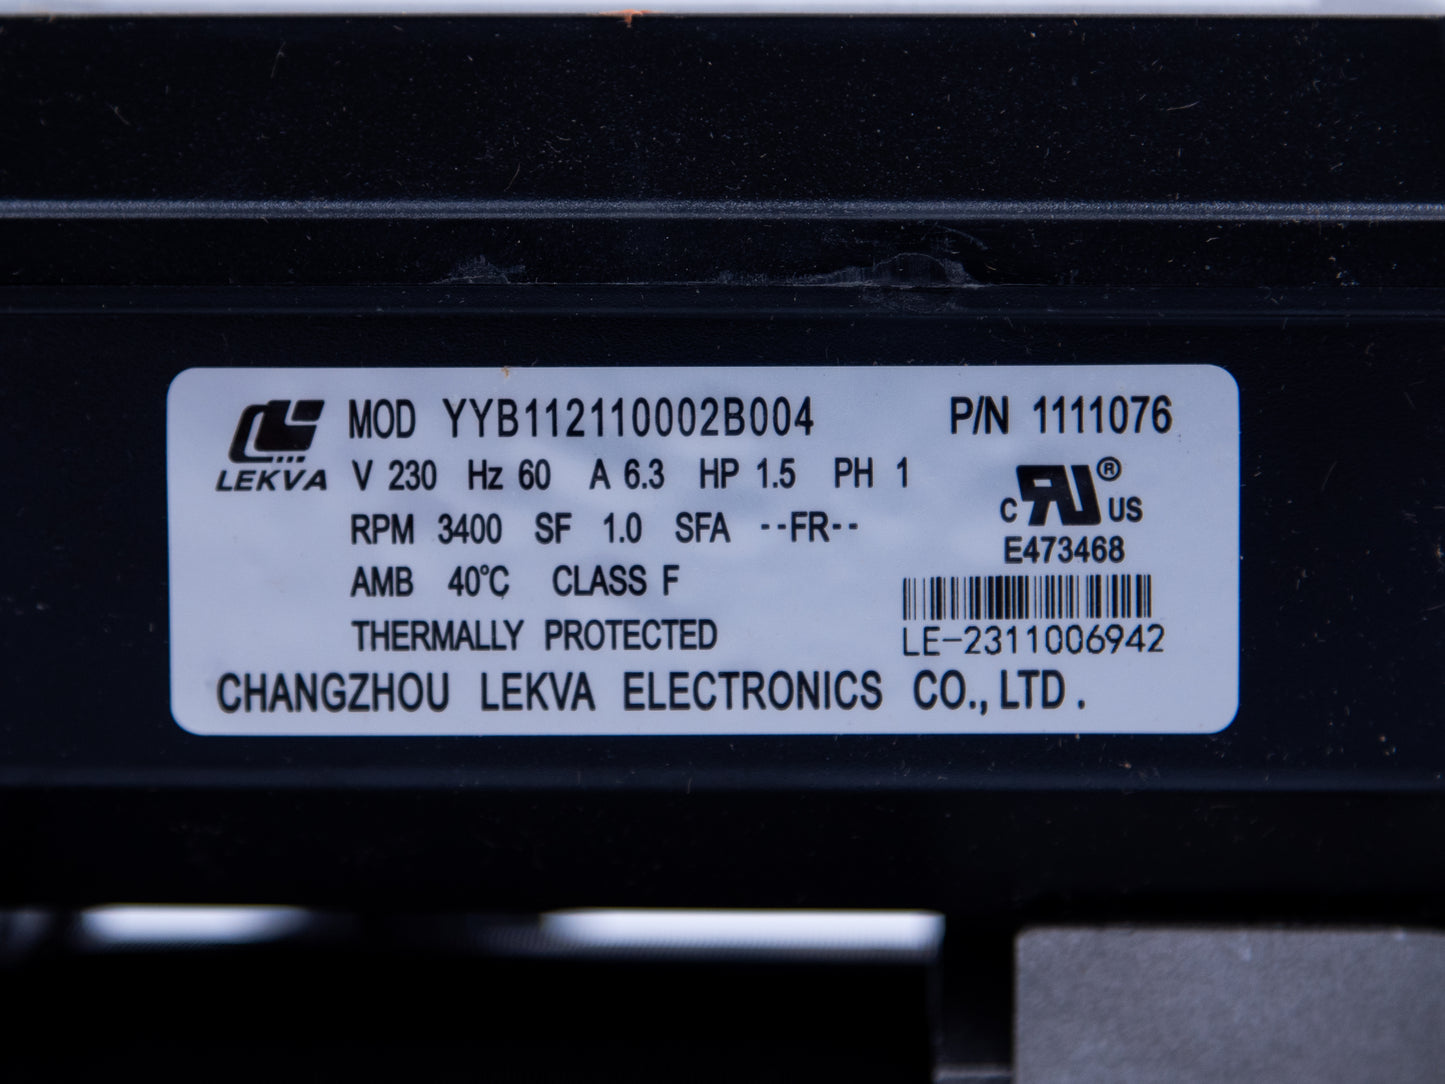 MOD YYB112110002B004 P/N 1111076
LEKVA
V 230 Hz 60 A 6.3 HP 1.5 PH 1
RPM 3400 SF 1.0 SFA --FR--
C RU ® US
E473468
AMB 40°C CLASS F
THERMALLY PROTECTED
LE-2311006942
CHANGZHOU LEKVA ELECTRONICS CO., LTD.